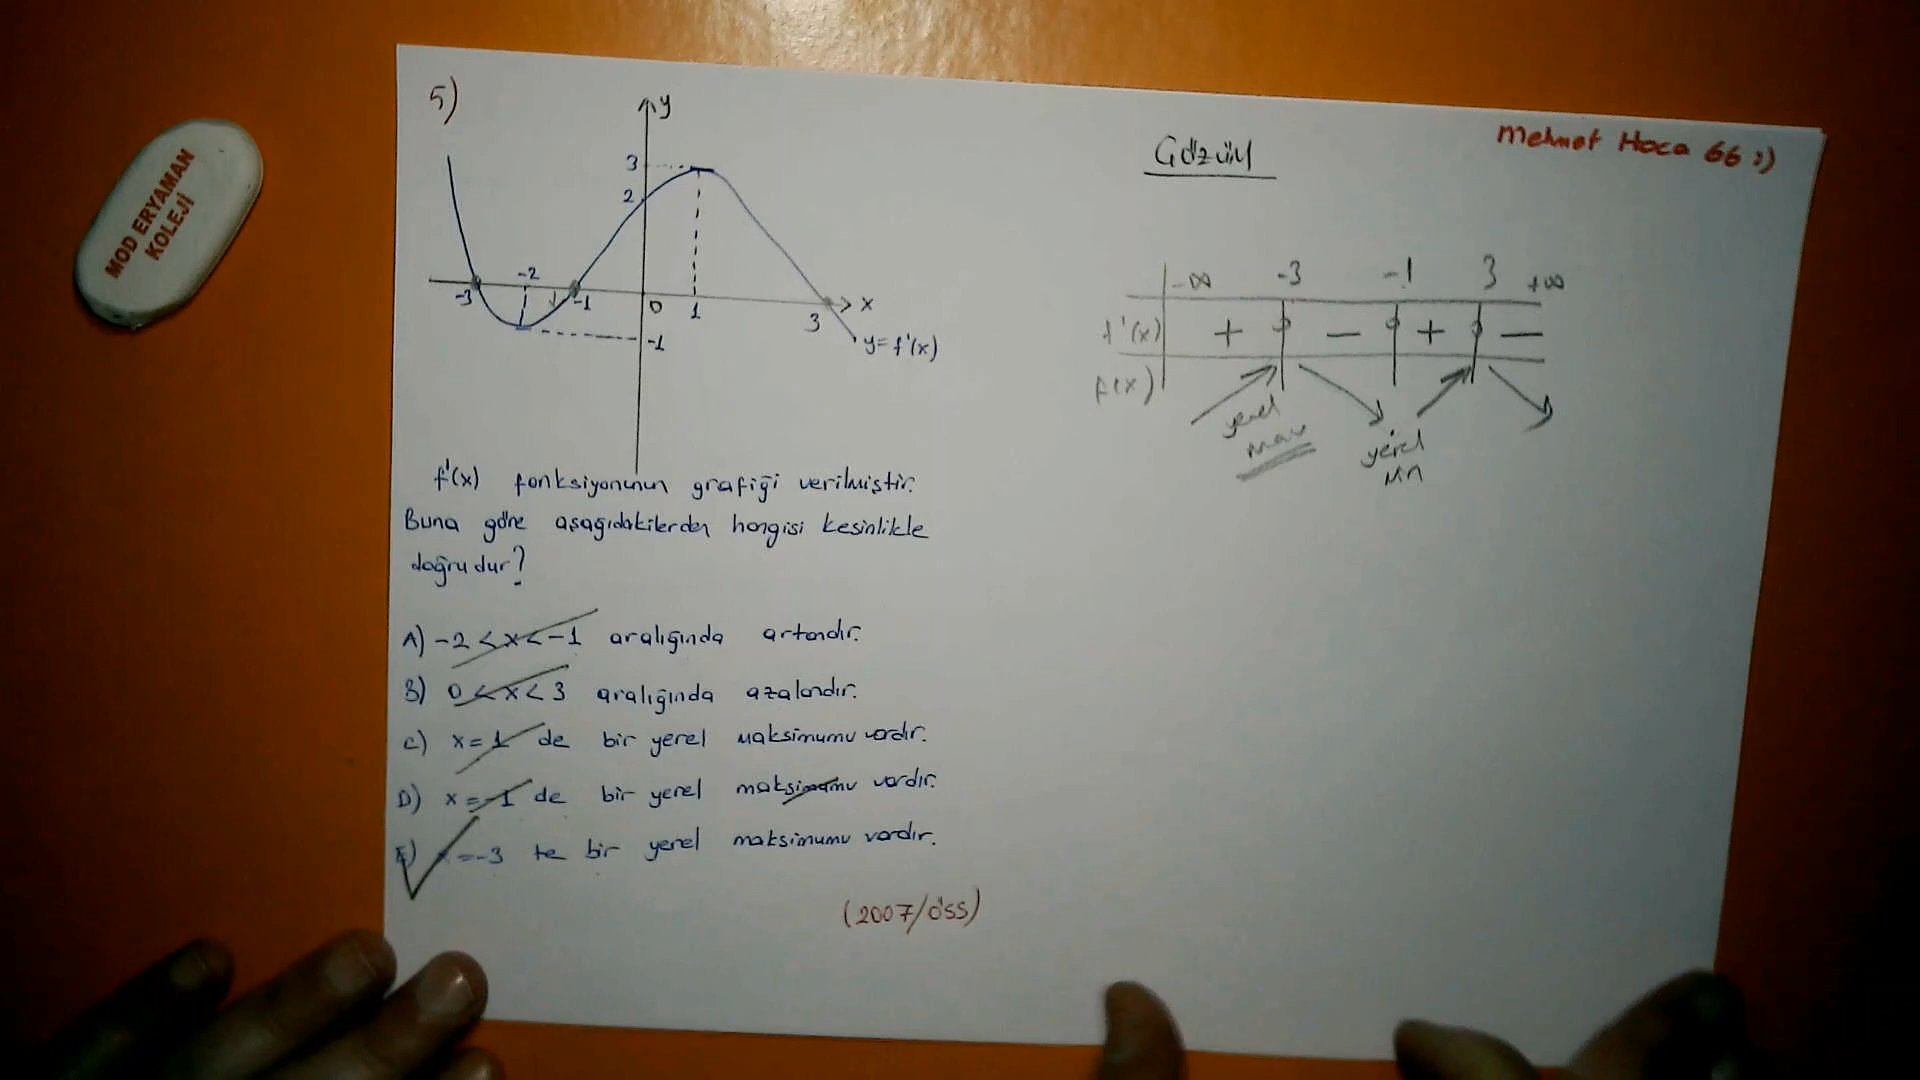 MOD ERYAMAN
KOLEJİ
5)
y
3
2
-3
-2
-1
0
1
3
x
-1
y=f'(x)
f'(x) fonksiyonunun grafiği verilmiştir.
Buna göre aşağıdakilerden hangisi kesinlikle
doğrudur?
A) -2<x<-1 aralığında artandır.
B) 0<x<3 aralığında azalandır.
C) x=1 de bir yerel maksimumu vardır.
D) x=-1 de bir yerel maksimumu vardır.
E) x=-3 te bir yerel maksimumu vardır.
(2007/ÖSS)
Mehmet Hoca 66 :)
Çözüm
-∞ -3 -1 3 +∞
f'(x) + 0 - 0 + 0 -
f(x)
yerel
max
yerel
min